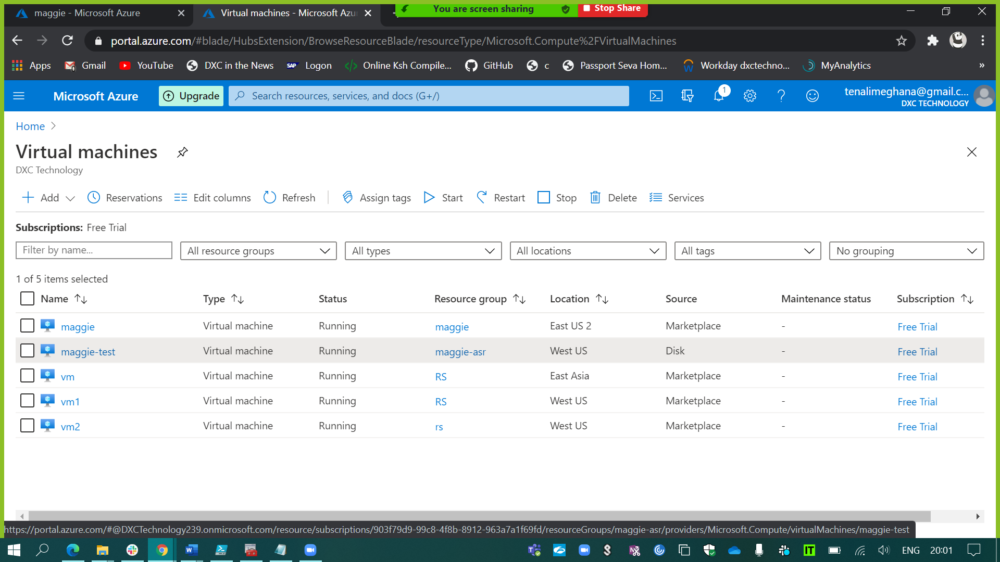 maggie - Microsoft Azure
Virtual machines - Microsoft Azu
You are screen sharing
Stop Share
portal.azure.com/#blade/HubsExtension/BrowseResourceBlade/resourceType/Microsoft.Compute%2FVirtualMachines
Apps Gmail YouTube DXC in the News SAP Logon Online Ksh Compile... GitHub c Passport Seva Hom... Workday dxctechno... MyAnalytics »
Microsoft Azure Upgrade Search resources, services, and docs (G+/) 1 tenalimeghana@gmail.c...
DXC TECHNOLOGY
Home >
Virtual machines
DXC Technology
Add Reservations Edit columns Refresh Assign tags Start Restart Stop Delete Services
Subscriptions: Free Trial
Filter by name... All resource groups All types All locations All tags No grouping
1 of 5 items selected
Name Type Status Resource group Location Source Maintenance status Subscription
maggie Virtual machine Running maggie East US 2 Marketplace - Free Trial
maggie-test Virtual machine Running maggie-asr West US Disk - Free Trial
vm Virtual machine Running RS East Asia Marketplace - Free Trial
vm1 Virtual machine Running RS West US Marketplace - Free Trial
vm2 Virtual machine Running rs West US Marketplace - Free Trial
https://portal.azure.com/#@DXCTechnology239.onmicrosoft.com/resource/subscriptions/903f79d9-99c8-4f8b-8912-963a7a1f69fd/resourceGroups/maggie-asr/providers/Microsoft.Compute/virtualMachines/maggie-test
IT ENG 20:01